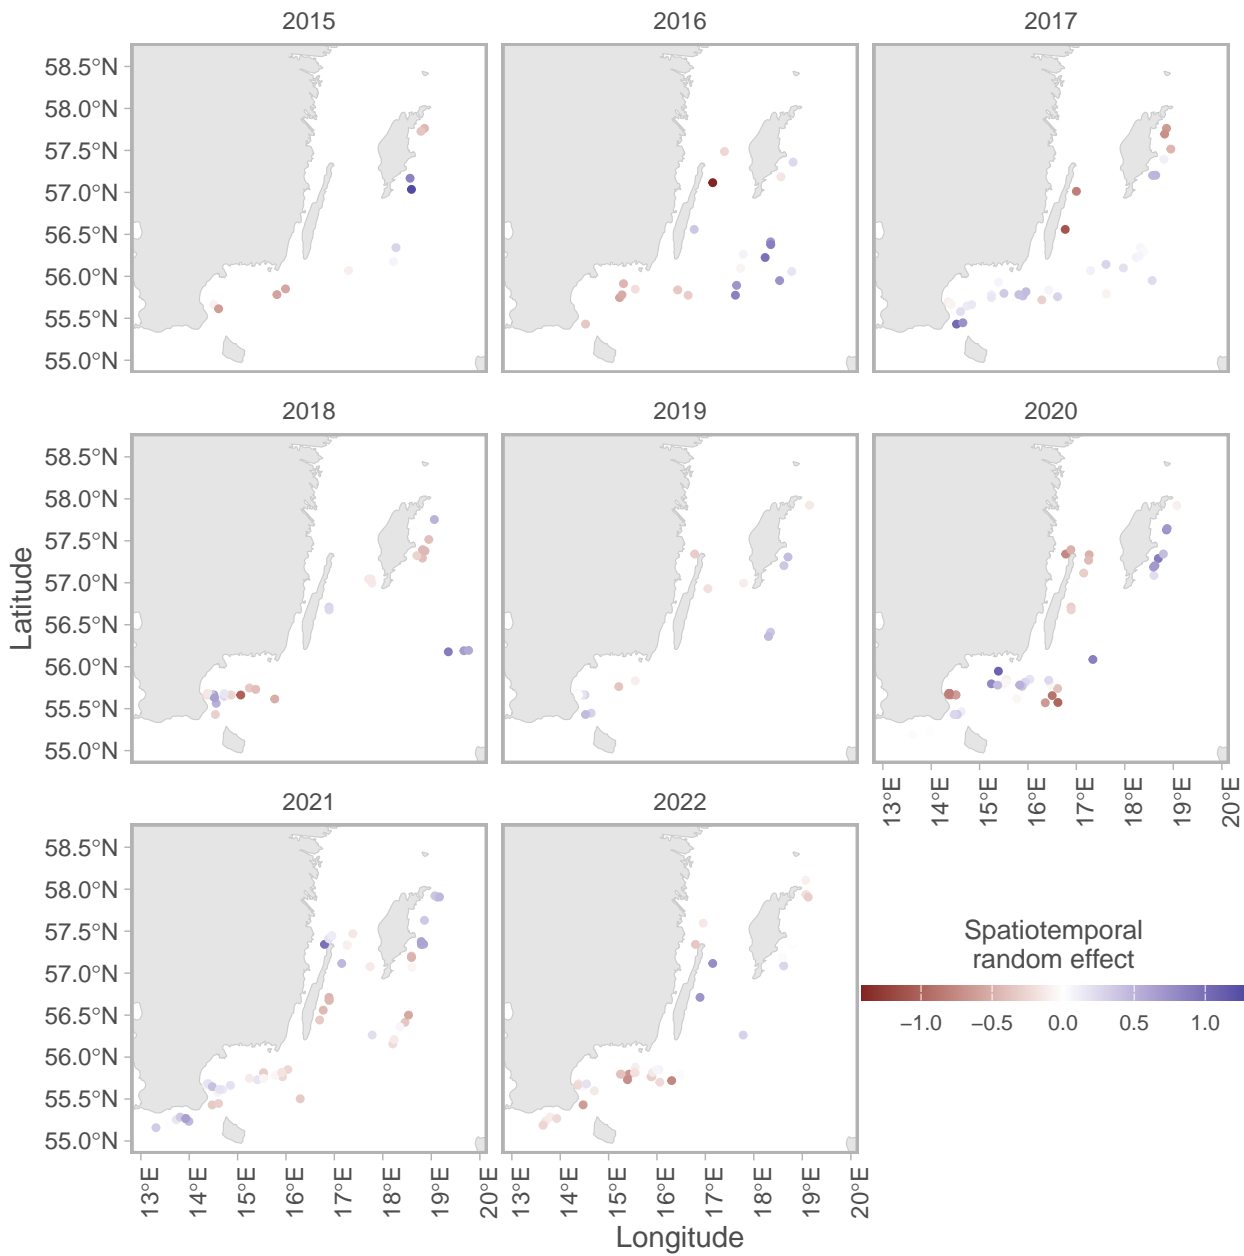 2015 2016 2017
58.5°N
58.0°N
57.5°N
57.0°N
56.5°N
56.0°N
55.5°N
55.0°N
2018 2019 2020
58.5°N
58.0°N
57.5°N
57.0°N
56.5°N
56.0°N
55.5°N
55.0°N
Latitude
13°E 14°E 15°E 16°E 17°E 18°E 19°E 20°E
2021 2022
58.5°N
58.0°N
57.5°N
57.0°N
56.5°N
56.0°N
55.5°N
55.0°N
13°E 14°E 15°E 16°E 17°E 18°E 19°E 20°E 13°E 14°E 15°E 16°E 17°E 18°E 19°E 20°E
Longitude
Spatiotemporal
random effect
−1.0 −0.5 0.0 0.5 1.0